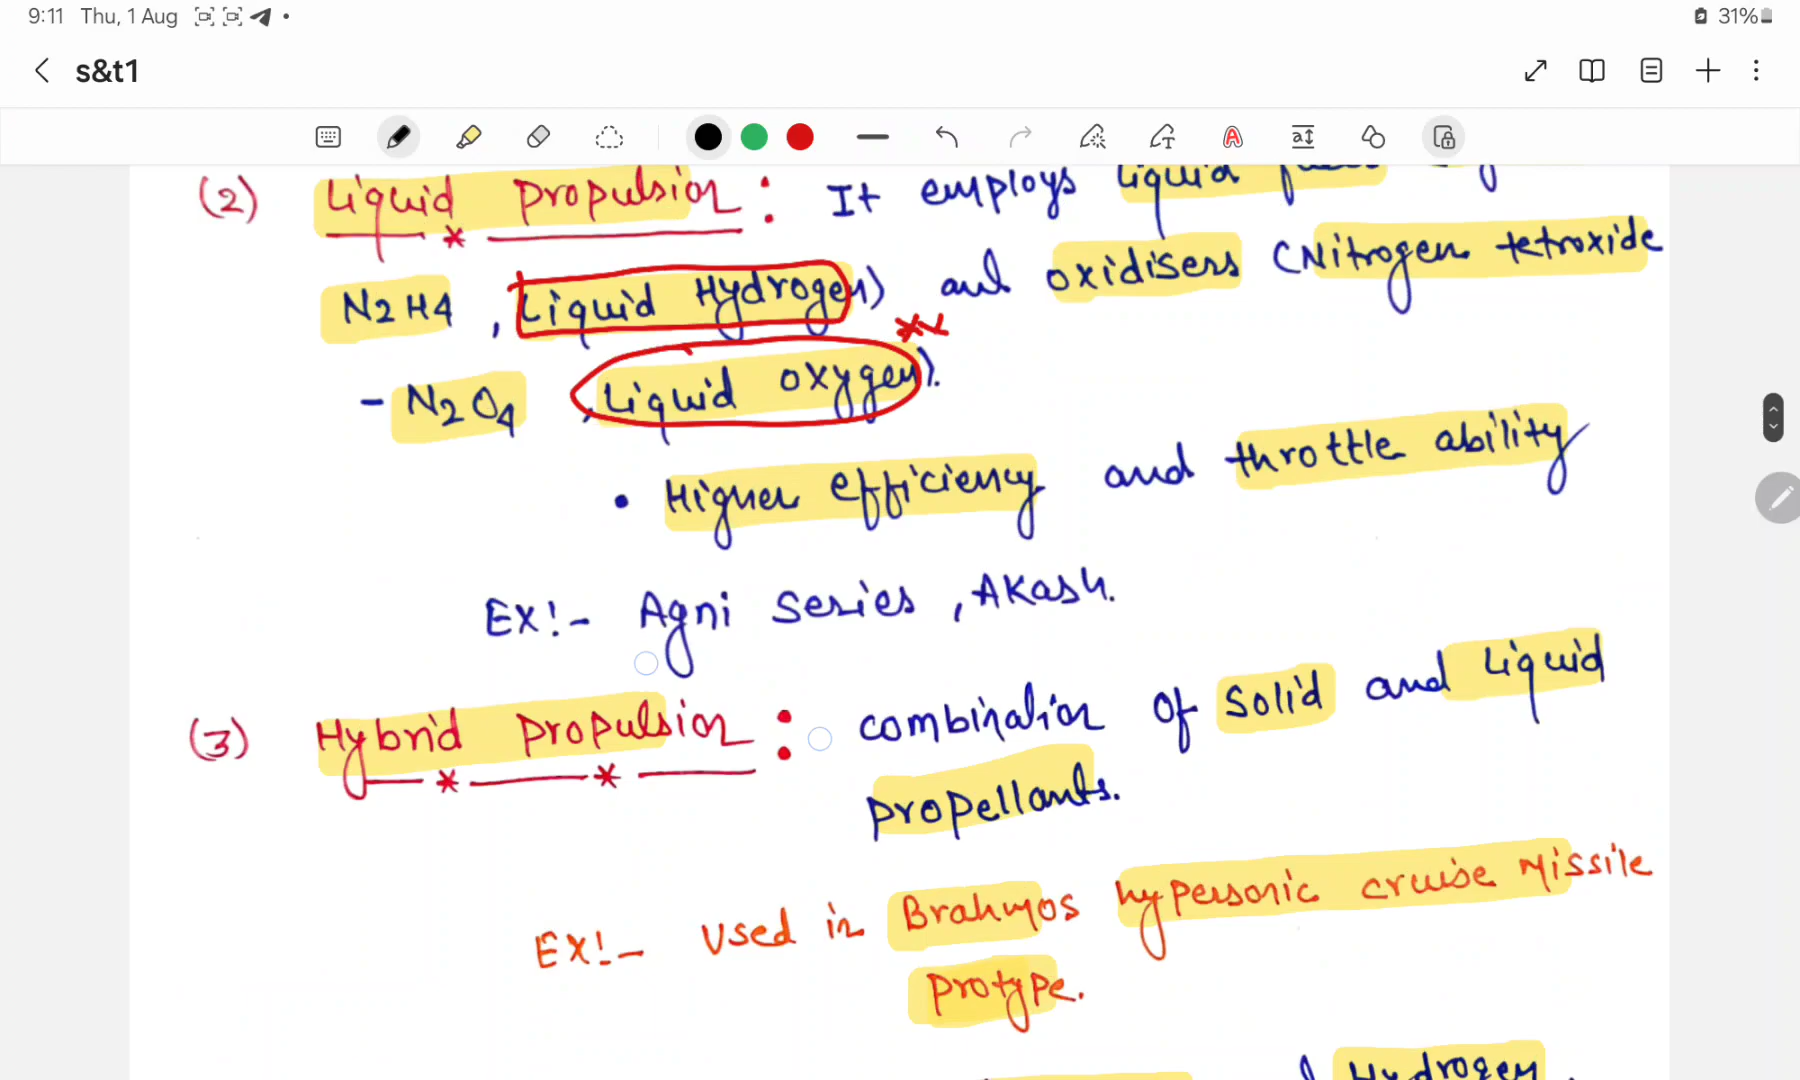 9:11 Thu, 1 Aug 31%
s&t1
(2) Liquid Propulsion : It employs liquid
N2H4 , Liquid Hydrogen) and oxidisers (Nitrogen tetroxide
- N2O4 , Liquid oxygen).
• Higher efficiency and throttle ability
EX!- Agni series , Akash.
(3) Hybrid Propulsion : combination of solid and Liquid
propellants.
EX!- used in Brahmos hypersonic cruise Missile
protype.
Hydrogen